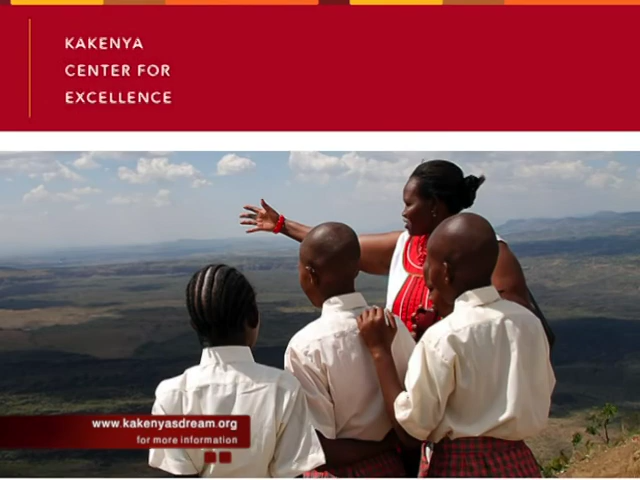 KAKENYA
CENTER FOR
EXCELLENCE
www.kakenyasdream.org
for more information